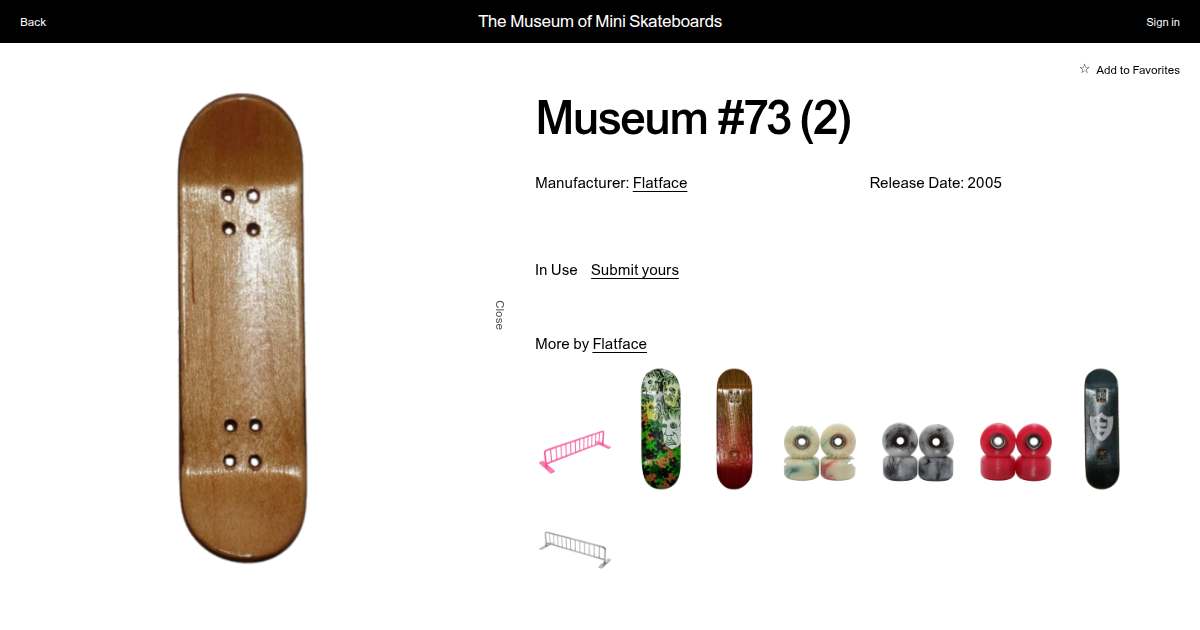 Back
The Museum of Mini Skateboards
Sign in
☆ Add to Favorites
Museum #73 (2)
Manufacturer: Flatface
Release Date: 2005
In Use Submit yours
Close
More by Flatface